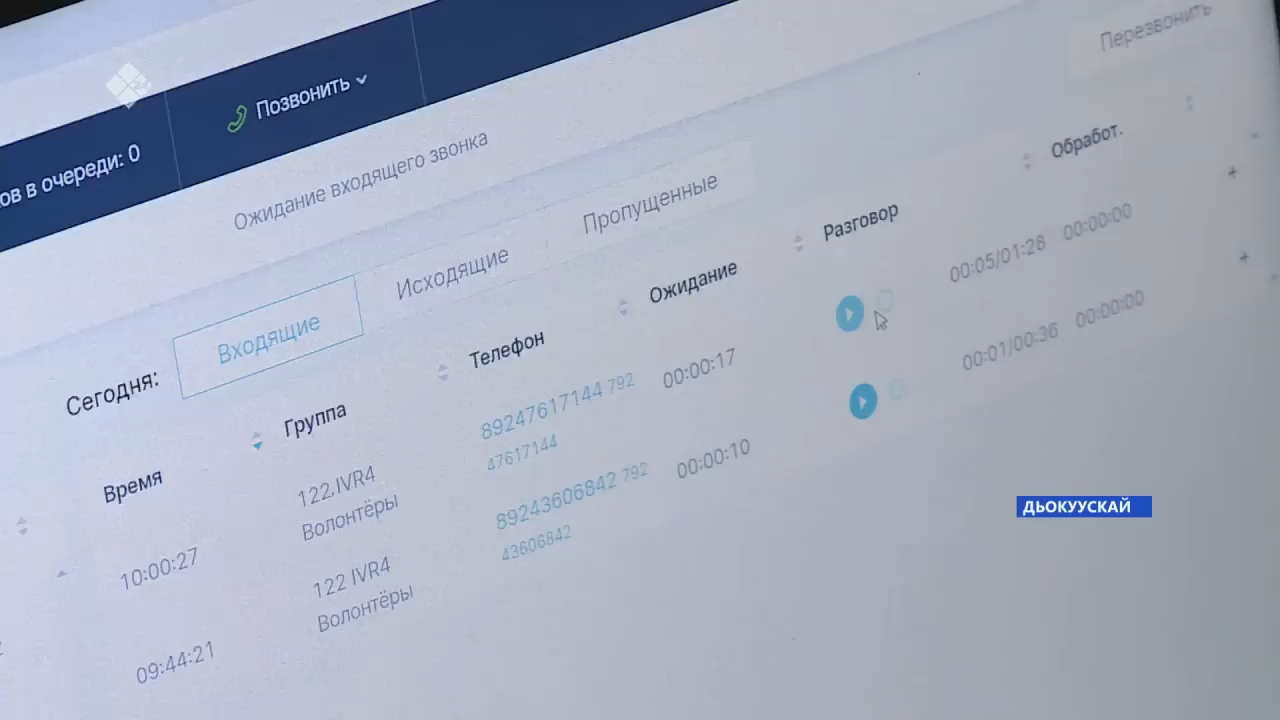 ов в очереди: 0
Позвонить
Перезвонить
Ожидание входящего звонка
Сегодня:
Входящие
Исходящие
Пропущенные
Время
Группа
Телефон
Ожидание
Разговор
Обработ.
10:00:27
122.IVR4
Волонтёры
89247617144 792
47617144
00:00:17
00:05/01:28
00:00:00
09:44:21
122 IVR4
Волонтёры
89243606842 792
43606842
00:00:10
00:01/00:36
00:00:00
ДЬОКУУСКАЙ